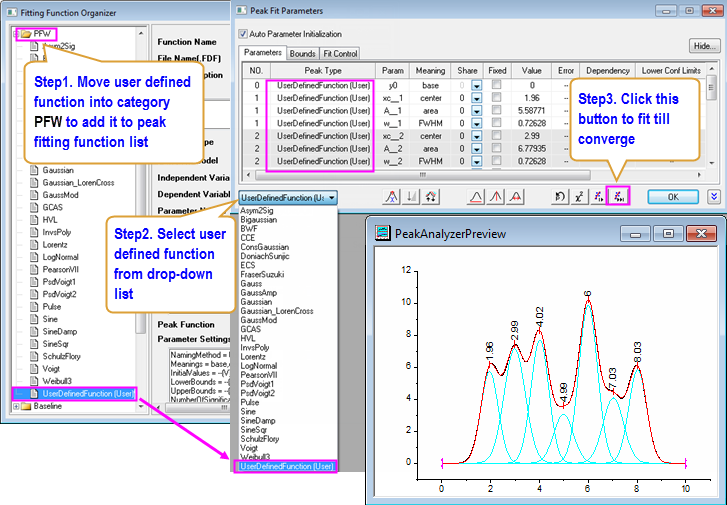 Fitting Function Organizer
PFW
Asym2Sig
Gaussian
Gaussian_LorenCross
GaussMod
GCAS
HVL
InvsPoly
Lorentz
LogNormal
PearsonVII
PsdVoigt1
PsdVoigt2
Pulse
Sine
SineDamp
SineSqr
SchulzFlory
Voigt
Weibull3
UserDefinedFunction (User)
Baseline
Function Name
File Name(.FDF)
Independent Variab
Dependent Variabl
Peak Function
Parameter Settings
NamingMethod =
Meanings = base,
InitialValues = --(V
LowerBounds = --(
UpperBounds = --(
NumberOfSignifica
Step1. Move user defined
function into category
PFW to add it to peak
fitting function list
Peak Fit Parameters
Auto Parameter Initialization
Hide...
Parameters Bounds Fit Control
NO. Peak Type Param Meaning Share Fixed Value Error Dependency Lower Conf Limits
0 UserDefinedFunction (User) y0 base 0 0
1 UserDefinedFunction (User) xc__1 center 0 1.96
1 UserDefinedFunction (User) A__1 area 0 5.58771
1 UserDefinedFunction (User) w__1 FWHM 0 0.72628
2 UserDefinedFunction (User) xc__2 center 0 2.99
2 UserDefinedFunction (User) A__2 area 0 6.77935
2 UserDefinedFunction (User) w__2 FWHM 0 0.72628
Step3. Click this
button to fit till
converge
UserDefinedFunction (U:
OK
Asym2Sig
Bigaussian
BWF
CCE
ConsGaussian
DoniachSunjic
ECS
FraserSuzuki
Gauss
GaussAmp
Gaussian
Gaussian_LorenCross
GaussMod
GCAS
HVL
InvsPoly
Lorentz
LogNormal
PearsonVII
PsdVoigt1
PsdVoigt2
Pulse
Sine
SineDamp
SineSqr
SchulzFlory
Voigt
Weibull3
UserDefinedFunction (User)
Step2. Select user
defined function
from drop-down
list
PeakAnalyzerPreview
12
10
8
6
4
2
0
1.96
2.99
4.02
4.99
6
7.03
8.03
0 2 4 6 8 10